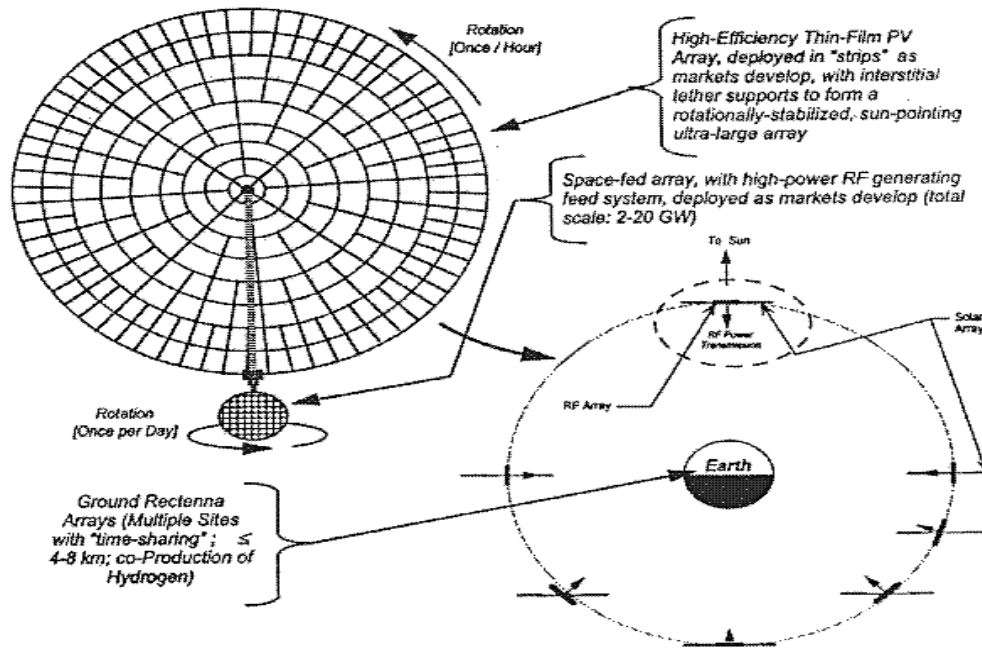 Rotation
[Once / Hour]
High-Efficiency Thin-Film PV
Array, deployed in "strips" as
markets develop, with interstitial
tether supports to form a
rotationally-stabilized, sun-pointing
ultra-large array
Space-fed array, with high-power RF generating
feed system, deployed as markets develop (total
scale: 2-20 GW)
To Sun
RF Power
Transmission
Solar
Array
RF Array
Rotation
[Once per Day]
Earth
Ground Rectenna
Arrays (Multiple Sites
with "time-sharing" ; ≤
4-8 km; co-Production of
Hydrogen)